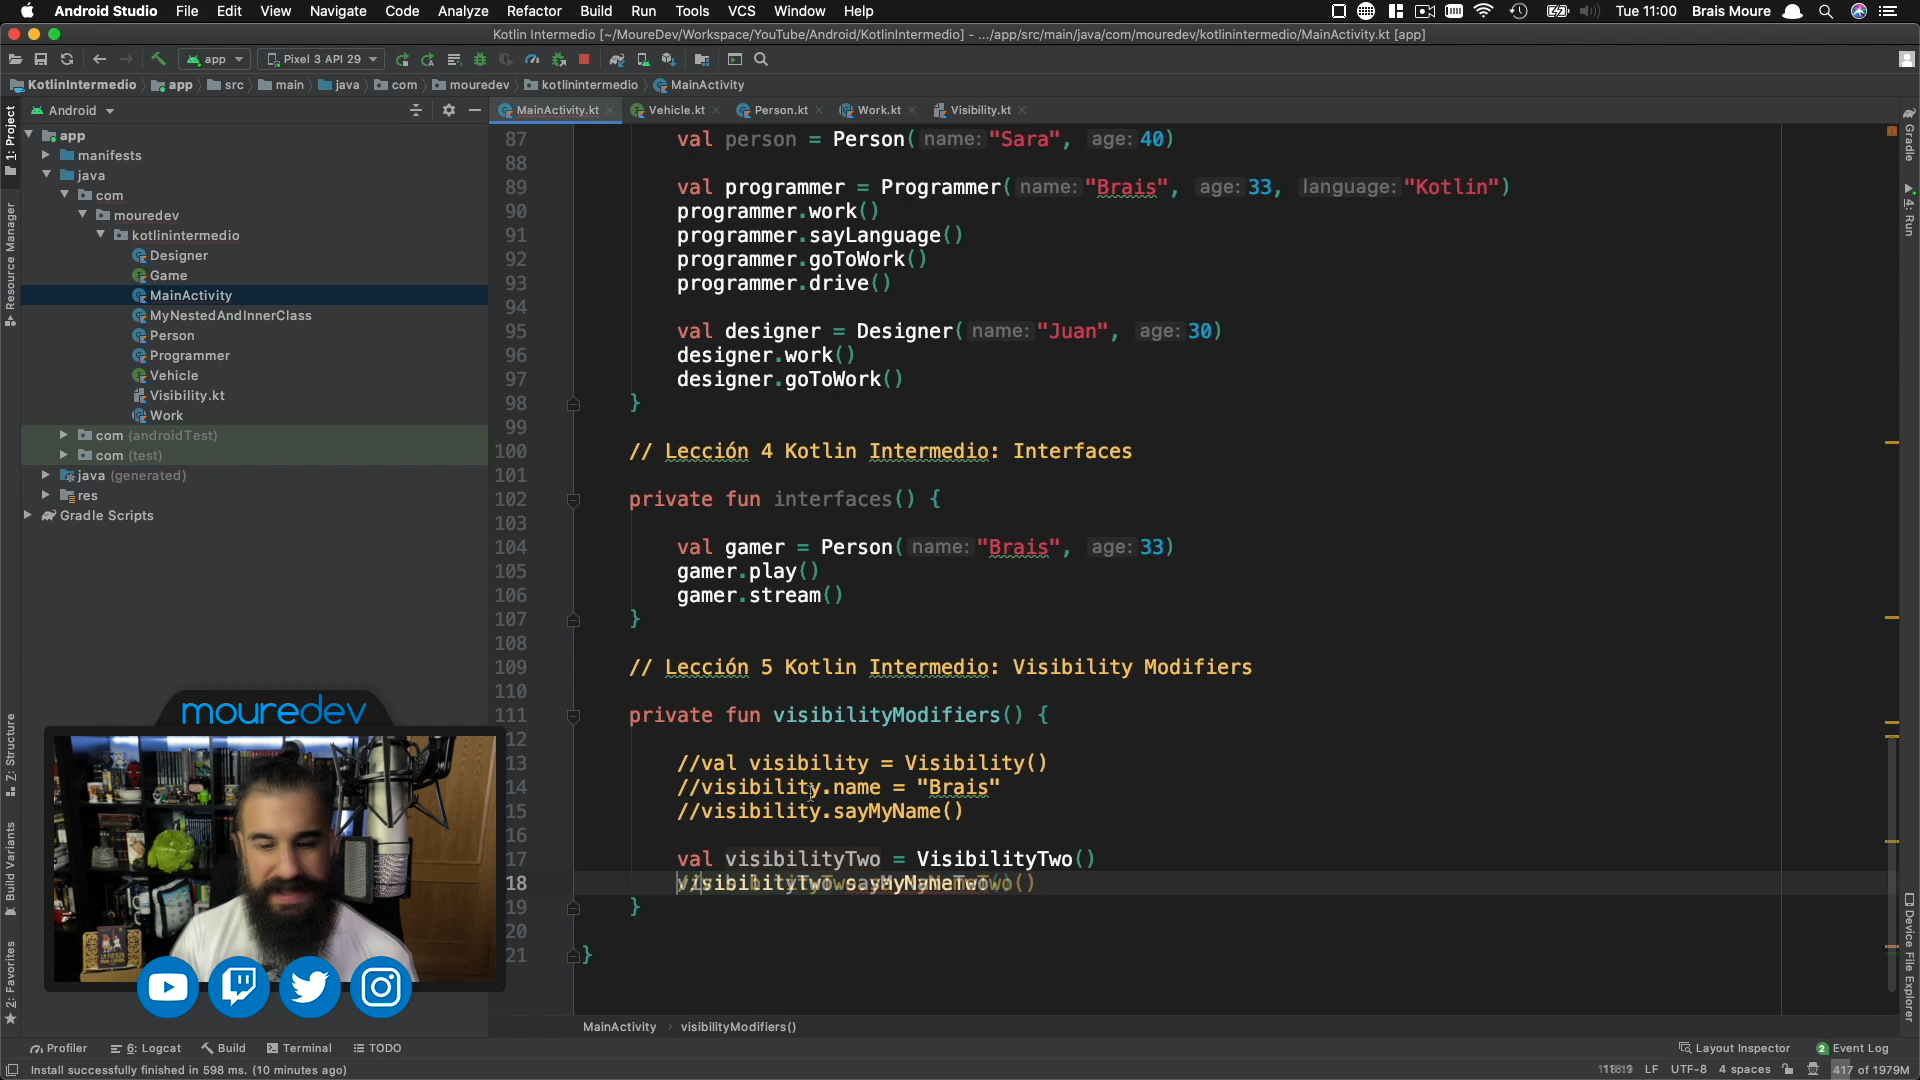 Android Studio File Edit View Navigate Code Analyze Refactor Build Run Tools VCS Window Help Tue 11:00 Brais Moure
Kotlin Intermedio [~/MoureDev/Workspace/YouTube/Android/KotlinIntermedio] - .../app/src/main/java/com/mouredev/kotlinintermedio/MainActivity.kt [app]
app Pixel 3 API 29
KotlinIntermedio app src main java com mouredev kotlinintermedio MainActivity
Android
MainActivity.kt Vehicle.kt Person.kt Work.kt Visibility.kt
1: Project
Resource Manager
Z: Structure
Build Variants
2: Favorites
Gradle
4: Run
Device File Explorer
app
manifests
java
com
mouredev
kotlinintermedio
Designer
Game
MainActivity
MyNestedAndInnerClass
Person
Programmer
Vehicle
Visibility.kt
Work
com (androidTest)
com (test)
java (generated)
res
Gradle Scripts
87 val person = Person( name: "Sara", age: 40)
88
89 val programmer = Programmer( name: "Brais", age: 33, language: "Kotlin")
90 programmer.work()
91 programmer.sayLanguage()
92 programmer.goToWork()
93 programmer.drive()
94
95 val designer = Designer( name: "Juan", age: 30)
96 designer.work()
97 designer.goToWork()
98 }
99
100 // Lección 4 Kotlin Intermedio: Interfaces
101
102 private fun interfaces() {
103
104 val gamer = Person( name: "Brais", age: 33)
105 gamer.play()
106 gamer.stream()
107 }
108
109 // Lección 5 Kotlin Intermedio: Visibility Modifiers
110
111 private fun visibilityModifiers() {
12
13 //val visibility = Visibility()
14 //visibility.name = "Brais"
15 //visibility.sayMyName()
16
17 val visibilityTwo = VisibilityTwo()
18
19 }
20
21 }
mouredev
MainActivity visibilityModifiers()
Profiler 6: Logcat Build Terminal TODO Layout Inspector 2 Event Log
Install successfully finished in 598 ms. (10 minutes ago) LF UTF-8 4 spaces 417 of 1979M